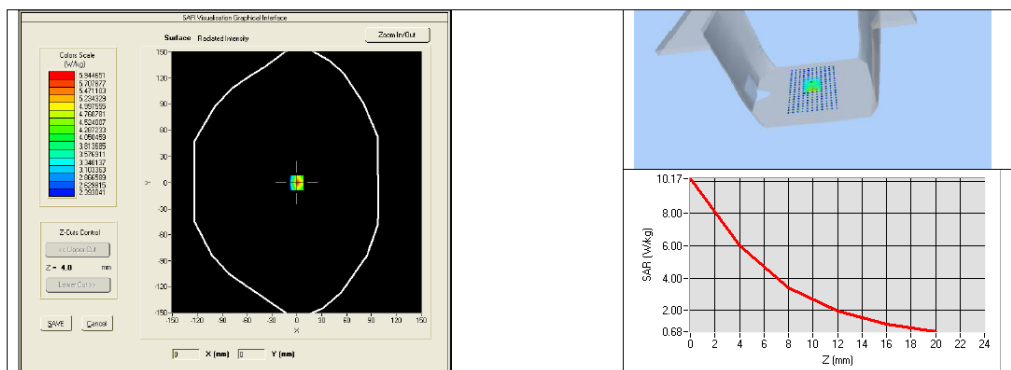 SAR Visualisation Graphical Interface
Surface Radiated Intensity
Zoom In/Out
Colors Scale
(W/kg)
5.944651
5.707877
5.471103
5.234329
4.997555
4.760781
4.524007
4.287233
4.050459
3.813685
3.576911
3.340137
3.103363
2.866589
2.629815
2.393041
150
120
90
60
30
0
-30
-60
-90
-120
-150
Y
-150 -120 -90 -60 -30 0 30 60 90 120 150
X
Z-Cuts Control
<< Upper Cut
Z = 4.0 mm
Lower Cut >>
SAVE Cancel
0 X (mm) 0 Y (mm)
10.17
8.00
6.00
4.00
2.00
0.68
SAR (W/kg)
0 2 4 6 8 10 12 14 16 18 20 22 24
Z (mm)